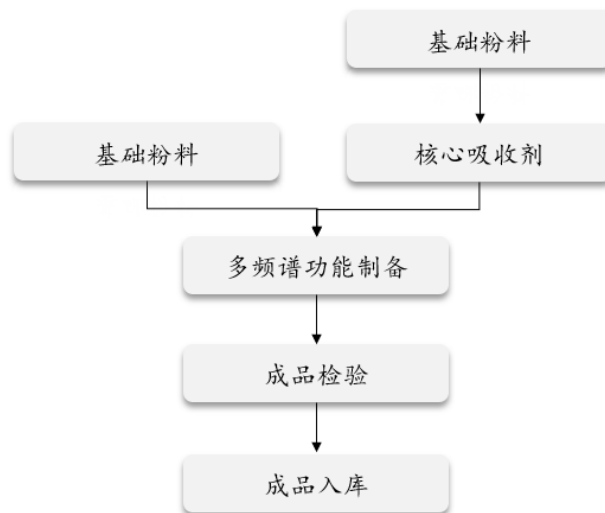 基础粉料
基础粉料
核心吸收剂
多频谱功能制备
成品检验
成品入库